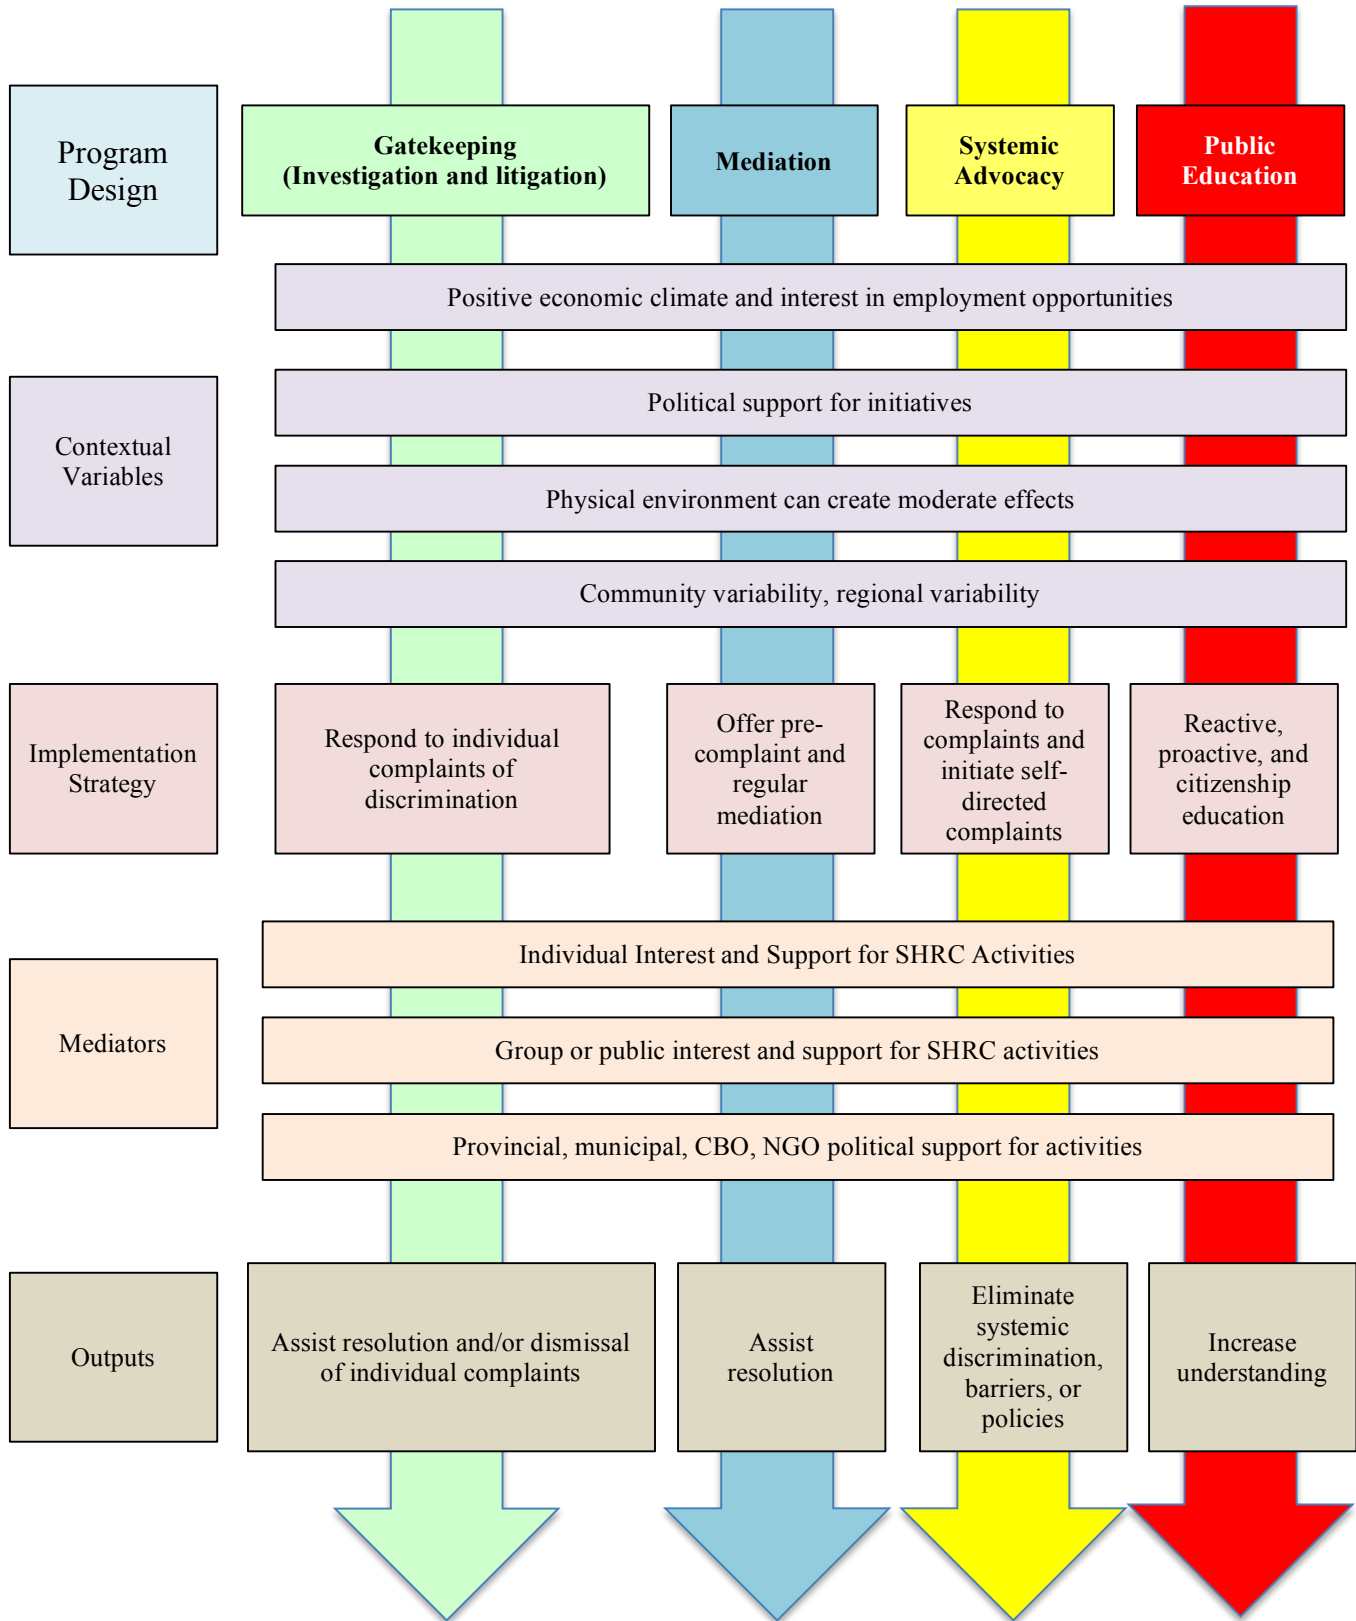 Program
Design
Gatekeeping
(Investigation and litigation)
Mediation
Systemic
Advocacy
Public
Education
Positive economic climate and interest in employment opportunities
Contextual
Variables
Political support for initiatives
Physical environment can create moderate effects
Community variability, regional variability
Implementation
Strategy
Respond to individual
complaints of
discrimination
Offer pre-
complaint and
regular
mediation
Respond to
complaints and
initiate self-
directed
complaints
Reactive,
proactive, and
citizenship
education
Mediators
Individual Interest and Support for SHRC Activities
Group or public interest and support for SHRC activities
Provincial, municipal, CBO, NGO political support for activities
Outputs
Assist resolution and/or dismissal
of individual complaints
Assist
resolution
Eliminate
systemic
discrimination,
barriers, or
policies
Increase
understanding